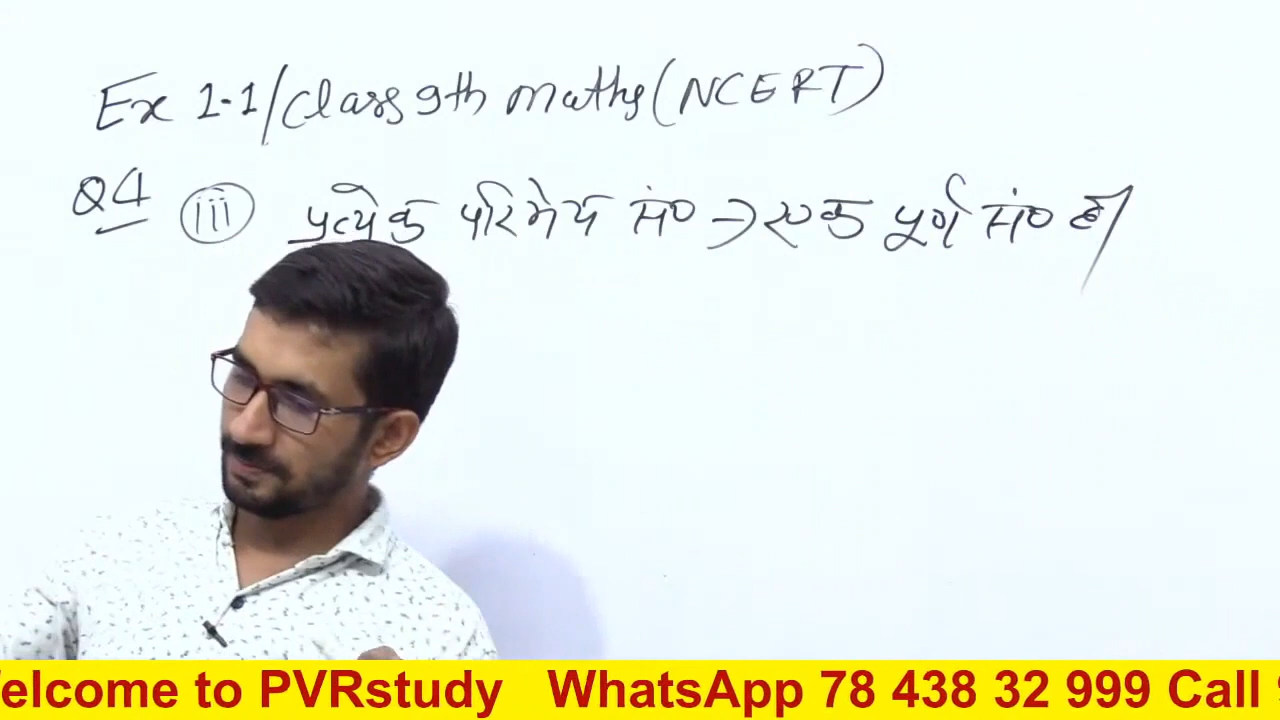 Ex 1.1/Class 9th maths (NCERT)
Q4 (iii) प्रत्येक परिमेय सं० → एक पूर्ण सं० है।
elcome to PVRstudy WhatsApp 78 438 32 999 Call